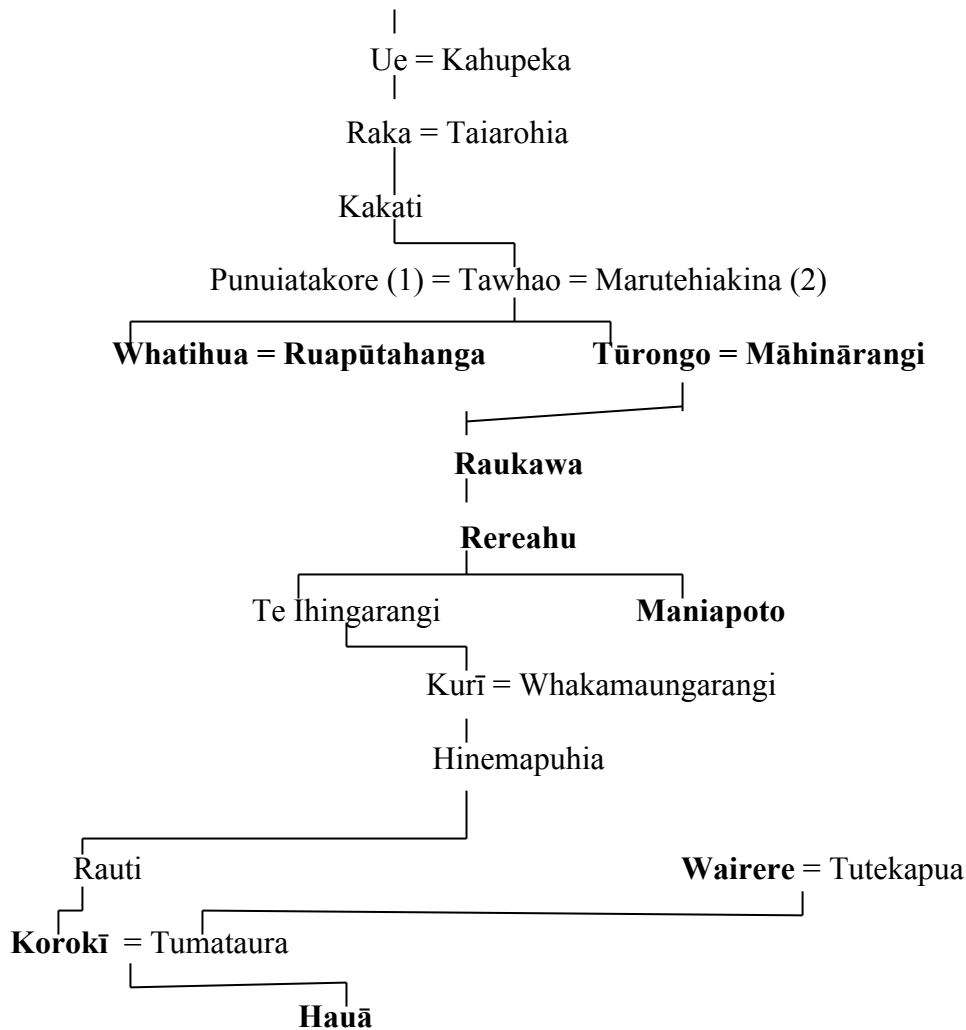 Ue = Kahupeka
Raka = Taiarohia
Kakati
Punuiatakore (1) = Tawhao = Marutehiakina (2)
Whatihua = Ruapūtahanga Tūrongo = Māhinārangi
Raukawa
Rereahu
Te Ihingarangi Maniapoto
Kurī = Whakamaungarangi
Hinemapuhia
Rauti Wairere = Tutekapua
Korokī = Tumataura
Hauā